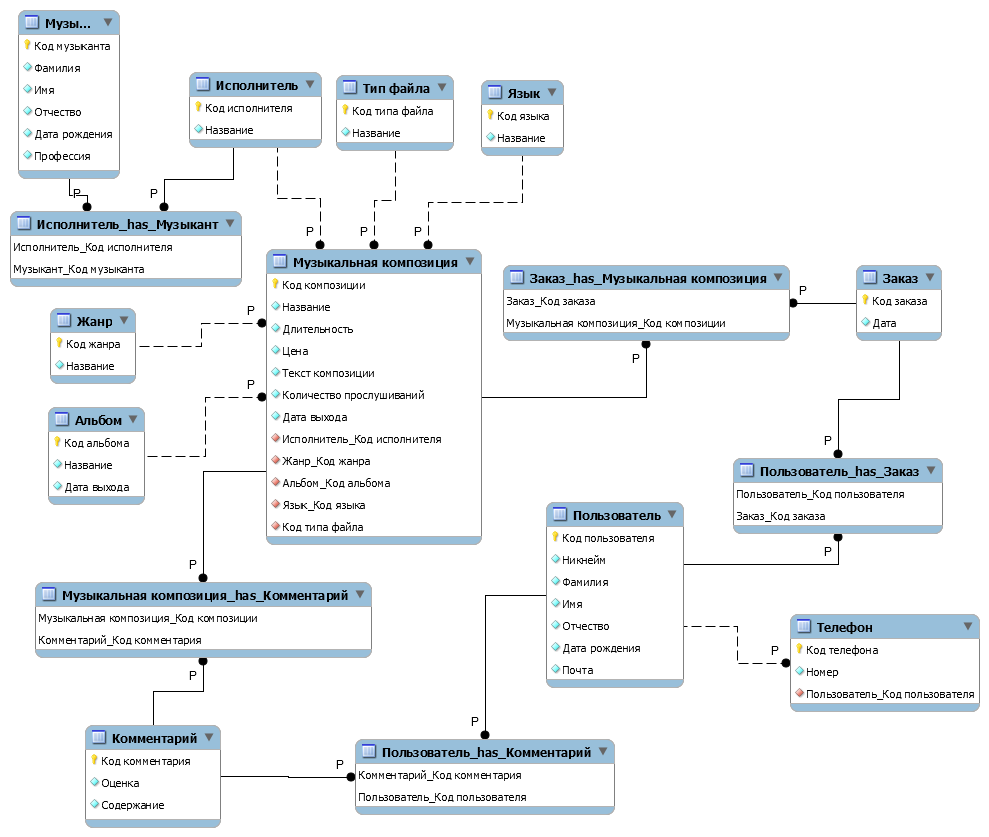 Музы...
Код музыканта
Фамилия
Имя
Отчество
Дата рождения
Профессия
Исполнитель
Код исполнителя
Название
Тип файла
Код типа файла
Название
Язык
Код языка
Название
P
P
Исполнитель_has_Музыкант
Исполнитель_Код исполнителя
Музыкант_Код музыканта
P
P
P
Музыкальная композиция
Код композиции
Название
Длительность
Цена
Текст композиции
Количество прослушиваний
Дата выхода
Исполнитель_Код исполнителя
Жанр_Код жанра
Альбом_Код альбома
Язык_Код языка
Код типа файла
Заказ_has_Музыкальная композиция
Заказ_Код заказа
Музыкальная композиция_Код композиции
P
P
Заказ
Код заказа
Дата
Жанр
Код жанра
Название
P
Альбом
Код альбома
Название
Дата выхода
P
P
Пользователь_has_Заказ
Пользователь_Код пользователя
Заказ_Код заказа
P
Пользователь
Код пользователя
Никнейм
Фамилия
Имя
Отчество
Дата рождения
Почта
P
Музыкальная композиция_has_Комментарий
Музыкальная композиция_Код композиции
Комментарий_Код комментария
P
P
Телефон
Код телефона
Номер
Пользователь_Код пользователя
Комментарий
Код комментария
Оценка
Содержание
P
P
Пользователь_has_Комментарий
Комментарий_Код комментария
Пользователь_Код пользователя